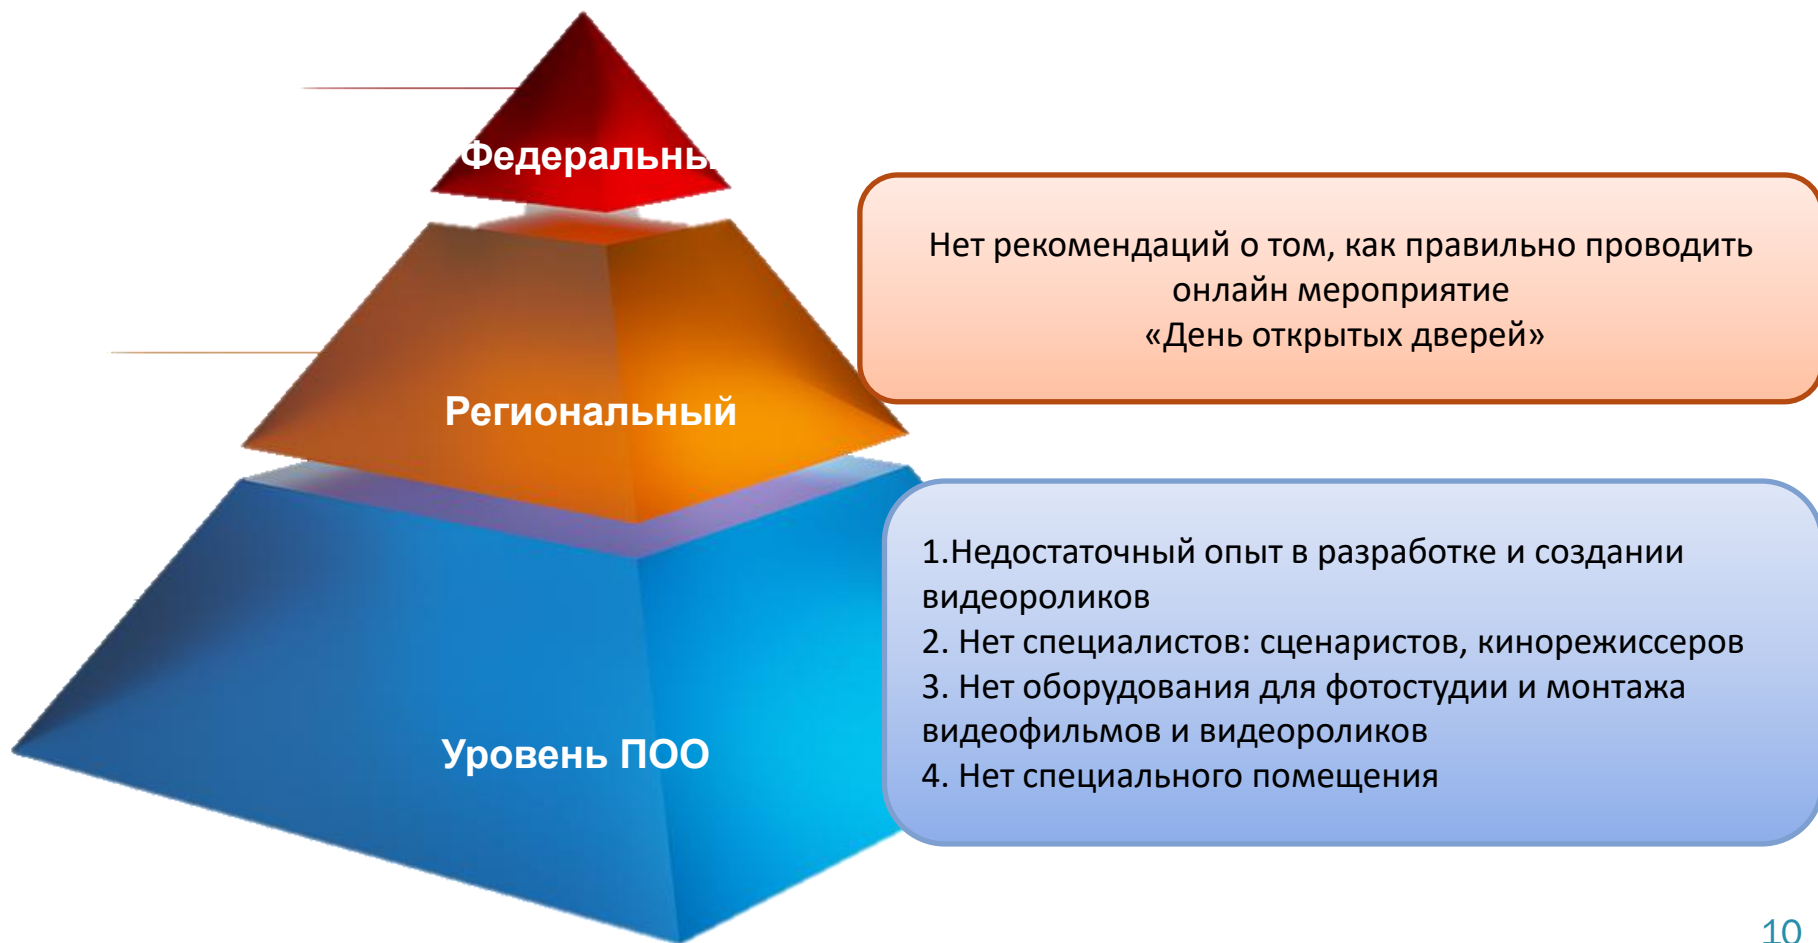 Федеральны
Нет рекомендаций о том, как правильно проводить
онлайн мероприятие
«День открытых дверей»
Региональный
1.Недостаточный опыт в разработке и создании
видеороликов
2. Нет специалистов: сценаристов, кинорежиссеров
3. Нет оборудования для фотостудии и монтажа
видеофильмов и видеороликов
4. Нет специального помещения
Уровень ПОО
10